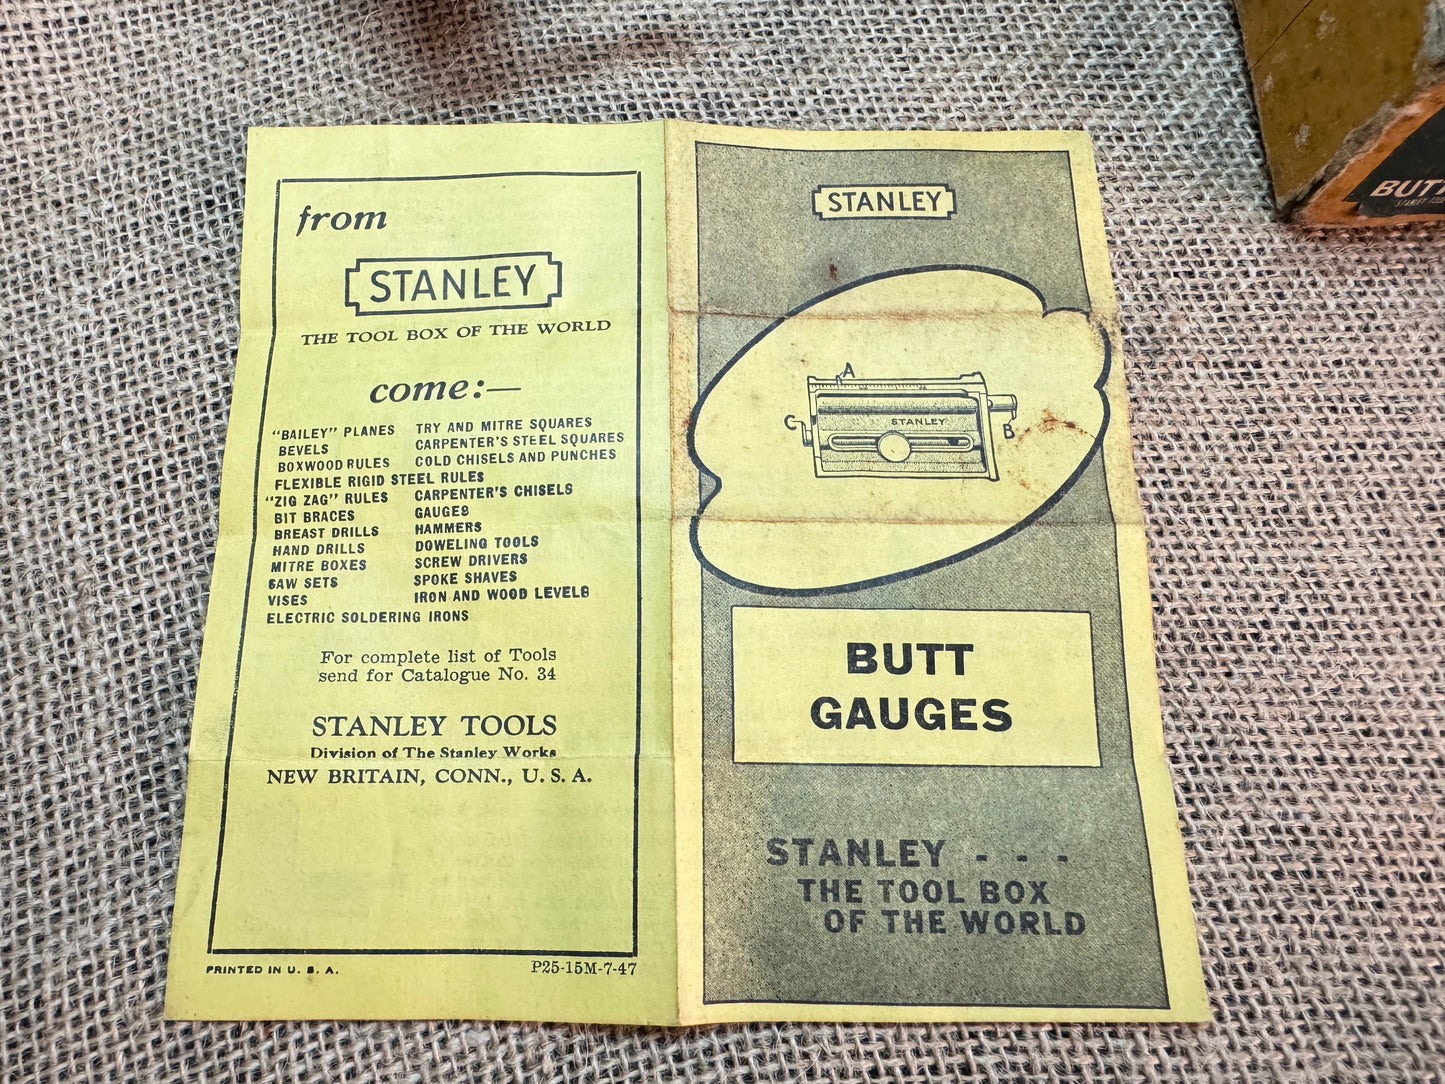 from
STANLEY
THE TOOL BOX OF THE WORLD
come:—
"BAILEY" PLANES TRY AND MITRE SQUARES
BEVELS CARPENTER'S STEEL SQUARES
BOXWOOD RULES COLD CHISELS AND PUNCHES
FLEXIBLE RIGID STEEL RULES
"ZIG ZAG" RULES CARPENTER'S CHISELS
BIT BRACES GAUGES
BREAST DRILLS HAMMERS
HAND DRILLS DOWELING TOOLS
MITRE BOXES SCREW DRIVERS
SAW SETS SPOKE SHAVES
VISES IRON AND WOOD LEVELS
ELECTRIC SOLDERING IRONS
For complete list of Tools
send for Catalogue No. 34
STANLEY TOOLS
Division of The Stanley Works
NEW BRITAIN, CONN., U. S. A.
PRINTED IN U. S. A. P25-15M-7-47
STANLEY
A
C
STANLEY
B
BUTT
GAUGES
STANLEY - - -
THE TOOL BOX
OF THE WORLD